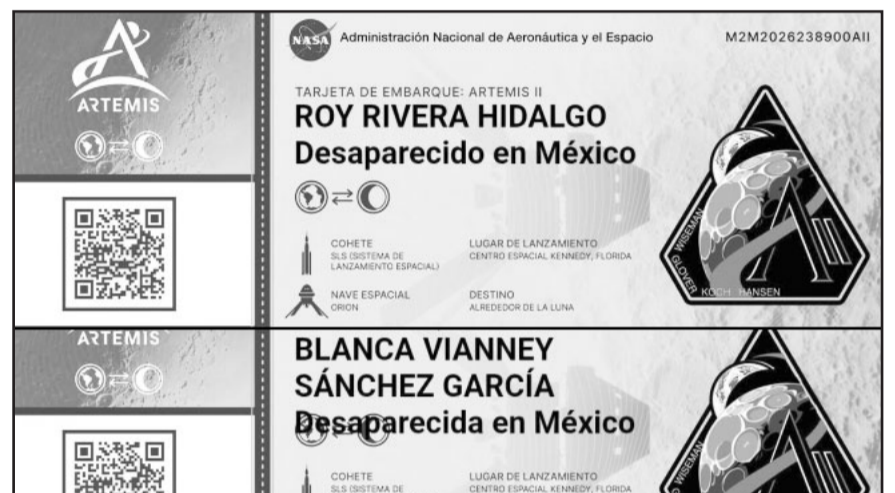 ARTEMIS
NASA
Administración Nacional de Aeronáutica y el Espacio
M2M2026238900AII
TARJETA DE EMBARQUE: ARTEMIS II
ROY RIVERA HIDALGO
Desaparecido en México
COHETE
SLS (SISTEMA DE
LANZAMIENTO ESPACIAL)
LUGAR DE LANZAMIENTO
CENTRO ESPACIAL KENNEDY, FLORIDA
NAVE ESPACIAL
ORION
DESTINO
ALREDEDOR DE LA LUNA
WISEMAN
GLOVER
KOCH HANSEN
ARTEMIS
BLANCA VIANNEY
SÁNCHEZ GARCÍA
Desaparecida en México
COHETE
SLS (SISTEMA DE
LUGAR DE LANZAMIENTO
CENTRO ESPACIAL KENNEDY, FLORIDA
WISEMAN